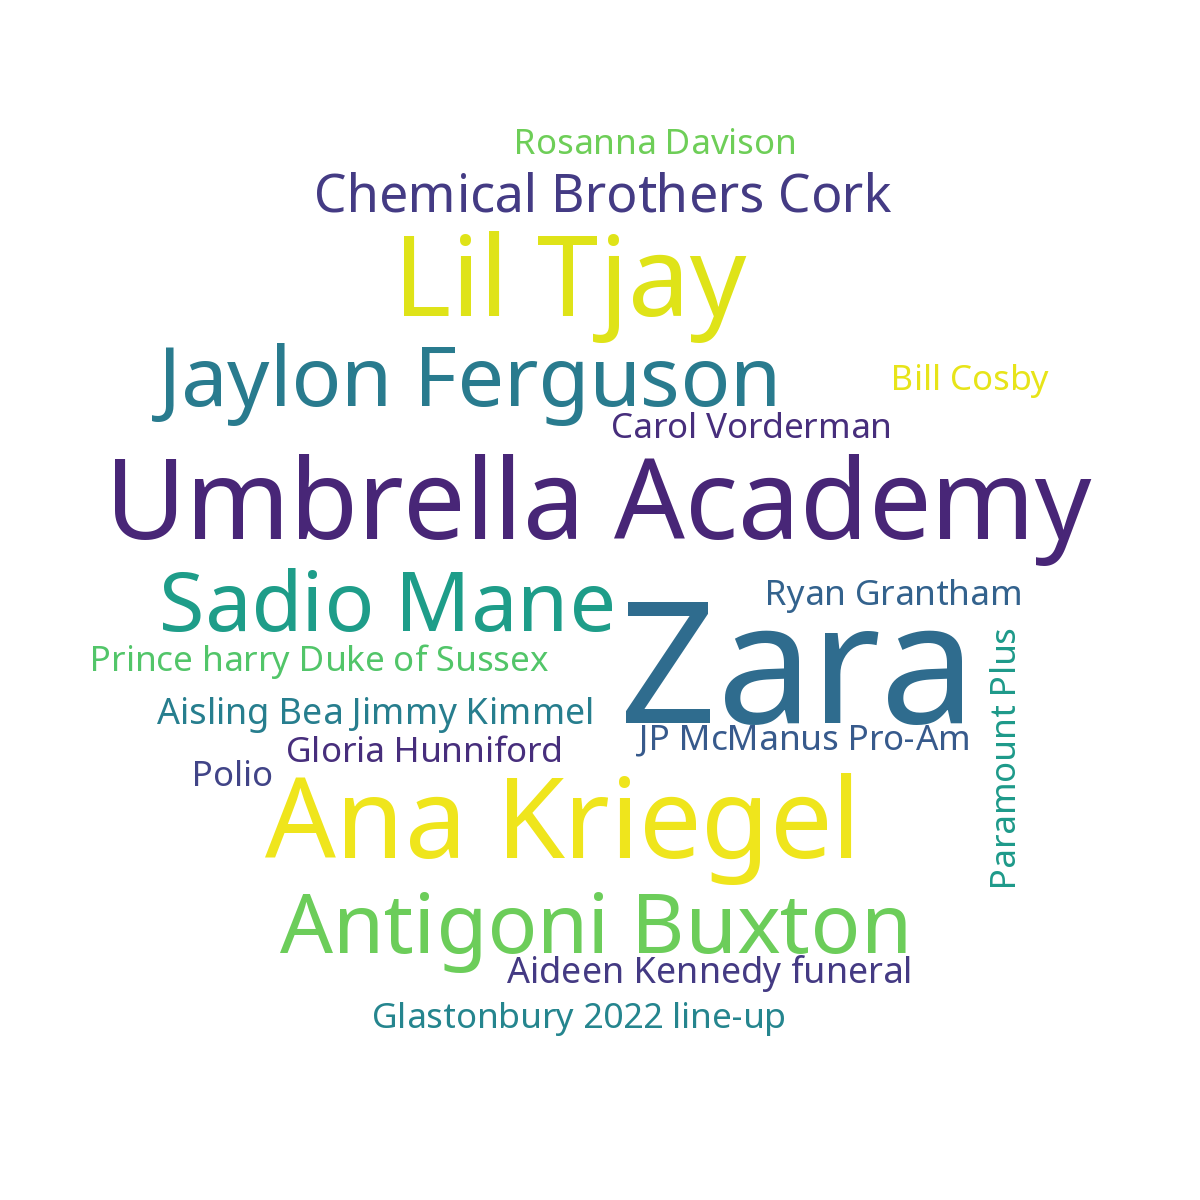 Rosanna Davison
Chemical Brothers Cork
Lil Tjay
Jaylon Ferguson
Bill Cosby
Carol Vorderman
Umbrella Academy
Sadio Mane
Ryan Grantham
Zara
Prince harry Duke of Sussex
Paramount Plus
Aisling Bea Jimmy Kimmel
JP McManus Pro-Am
Gloria Hunniford
Polio
Ana Kriegel
Antigoni Buxton
Aideen Kennedy funeral
Glastonbury 2022 line-up